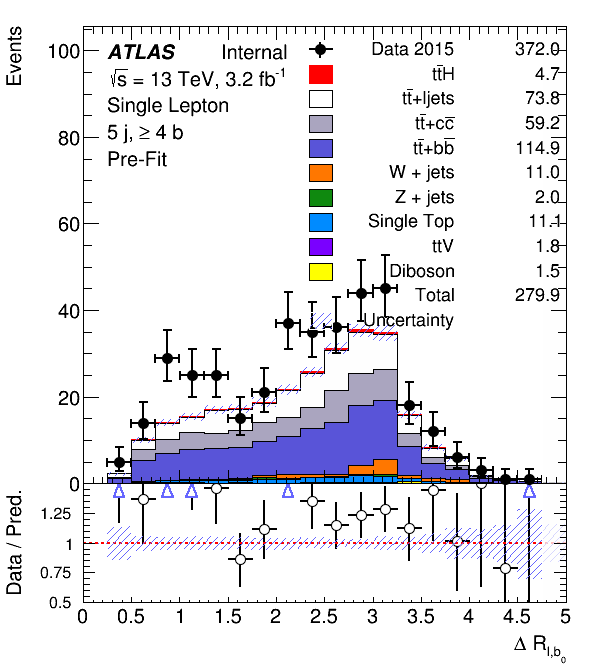 Events
100
80
60
40
20
0
ATLAS Internal
√s = 13 TeV, 3.2 fb⁻¹
Single Lepton
5 j, ≥ 4 b
Pre-Fit
Data 2015 372.0
tt̄H 4.7
tt̄+ljets 73.8
tt̄+cc̄ 59.2
tt̄+bb̄ 114.9
W + jets 11.0
Z + jets 2.0
Single Top 11.1
ttV 1.8
Diboson 1.5
Total 279.9
Uncertainty
Data / Pred.
1.25
1
0.75
0.5
0 0.5 1 1.5 2 2.5 3 3.5 4 4.5 5
Δ R_{l,b_0}